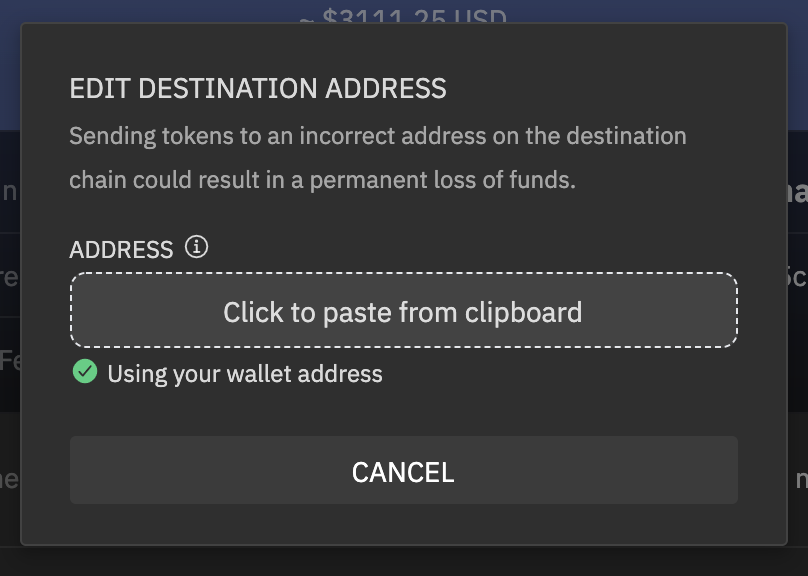 ~ $3111.25 USD
EDIT DESTINATION ADDRESS
Sending tokens to an incorrect address on the destination
chain could result in a permanent loss of funds.
ADDRESS
Click to paste from clipboard
Using your wallet address
CANCEL